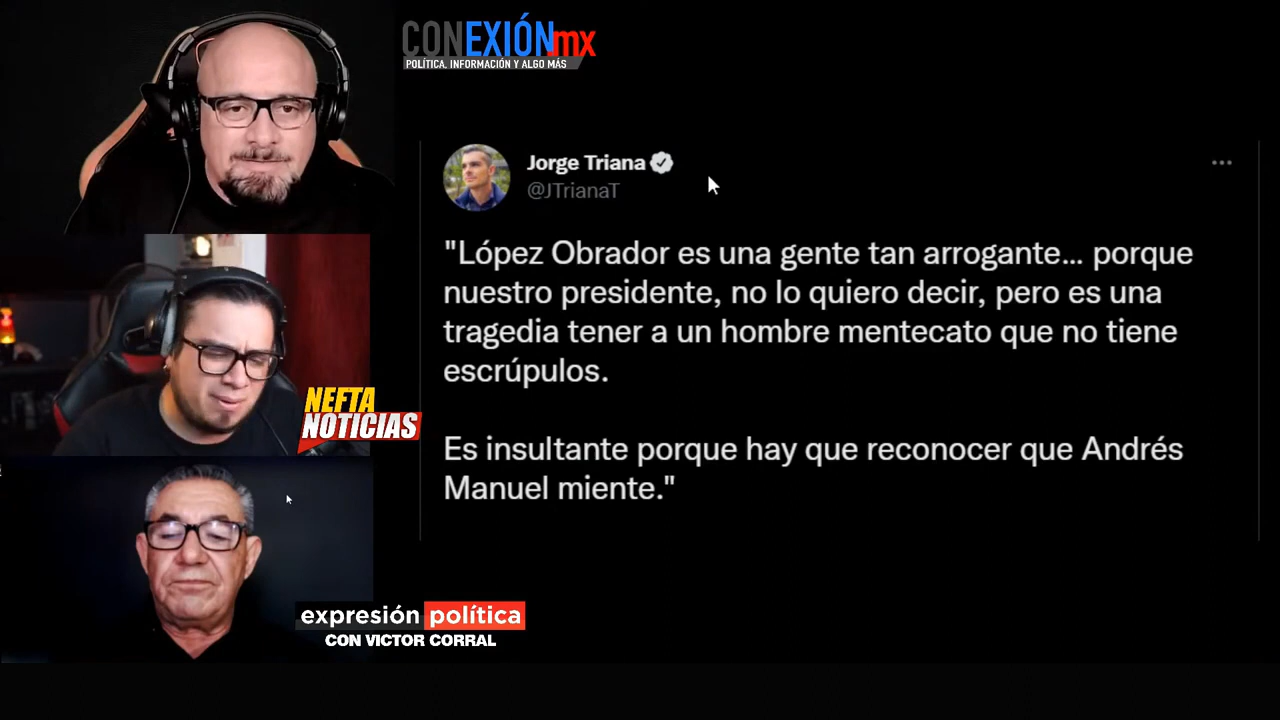 CONEXIÓNmx
POLÍTICA. INFORMACIÓN Y ALGO MÁS
Jorge Triana
@JTrianaT
"López Obrador es una gente tan arrogante... porque
nuestro presidente, no lo quiero decir, pero es una
tragedia tener a un hombre mentecato que no tiene
escrúpulos.
Es insultante porque hay que reconocer que Andrés
Manuel miente."
NEFTA
NOTICIAS
expresión política
CON VICTOR CORRAL